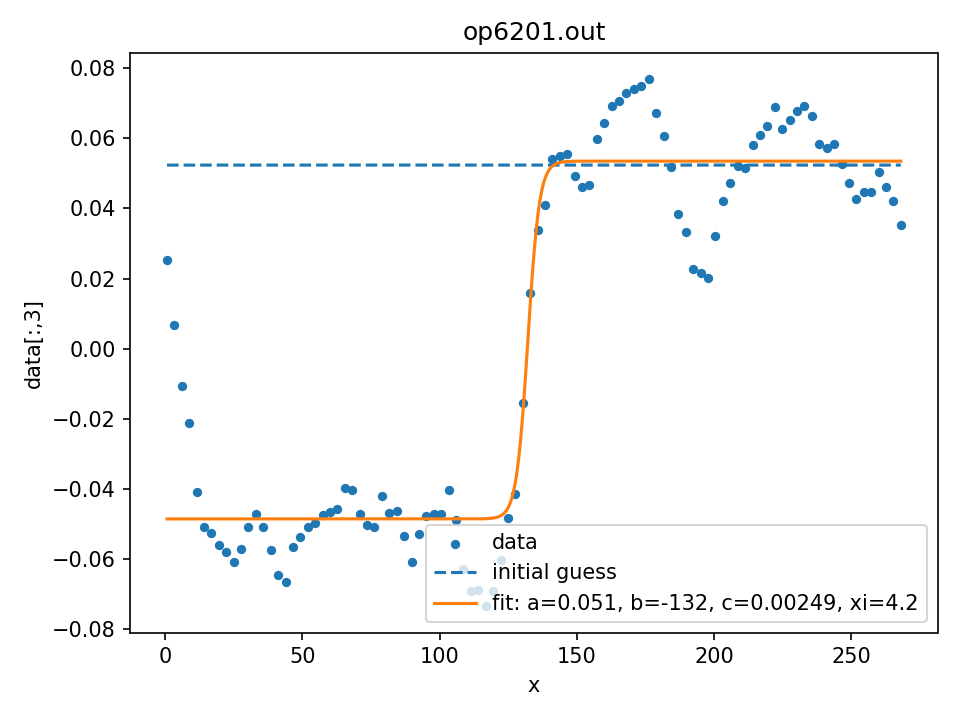 op6201.out
0.08
0.06
0.04
0.02
0.00
−0.02
−0.04
−0.06
−0.08
data[:,3]
data
initial guess
fit: a=0.051, b=-132, c=0.00249, xi=4.2
0 50 100 150 200 250
x